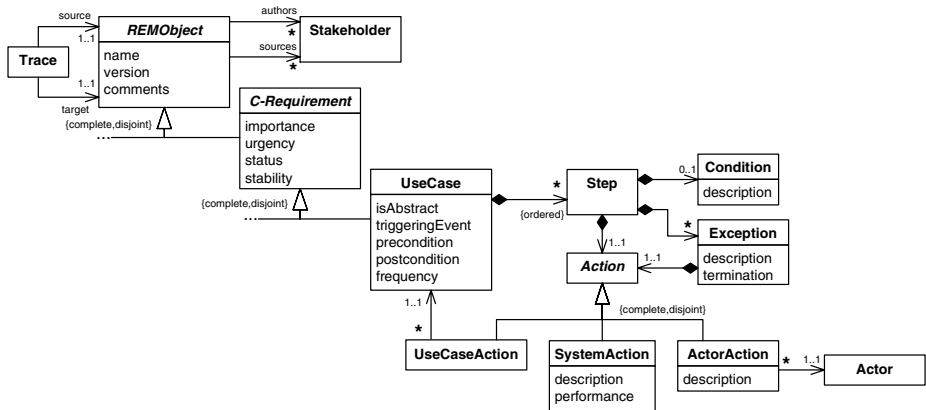 source
authors
REMObject
Stakeholder
1..1
*
Trace
name
version
comments
sources
*
1..1
target
{complete,disjoint}
C-Requirement
...
importance
urgency
status
stability
UseCase
*
Step
0..1
Condition
description
{complete,disjoint}
...
isAbstract
triggeringEvent
precondition
postcondition
frequency
{ordered}
*
Exception
description
termination
1..1
Action
1..1
1..1
{complete,disjoint}
*
UseCaseAction
SystemAction
description
performance
ActorAction
description
*
1..1
Actor